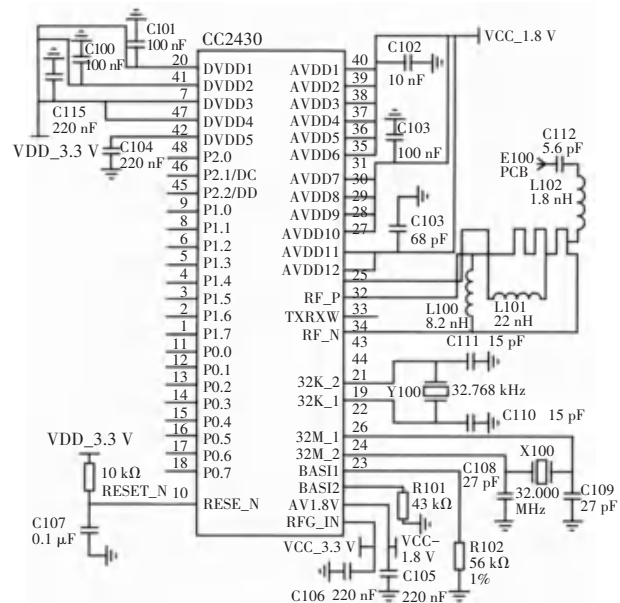 CC2430
C101
100 nF
C100
100 nF
C115
220 nF
C104
220 nF
VDD_3.3 V
20
41
7
47
42
48
46
45
9
8
6
5
4
3
2
1
11
12
13
14
15
16
17
18
10
DVDD1
DVDD2
DVDD3
DVDD4
DVDD5
P2.0
P2.1/DC
P2.2/DD
P1.0
P1.1
P1.2
P1.3
P1.4
P1.5
P1.6
P1.7
P0.0
P0.1
P0.2
P0.3
P0.4
P0.5
P0.6
P0.7
RESE_N
VDD_3.3 V
10 kΩ
RESET_N
C107
0.1 μF
AVDD1
AVDD2
AVDD3
AVDD4
AVDD5
AVDD6
AVDD7
AVDD8
AVDD9
AVDD10
AVDD11
AVDD12
RF_P
TXRXW
RF_N
32K_2
32K_1
32M_1
32M_2
BASI1
BASI2
AV1.8V
RFG_IN
40
39
38
37
36
35
31
30
29
28
27
25
32
33
34
43
44
21
19
22
26
24
23
VCC_1.8 V
C102
10 nF
C103
100 nF
C103
68 pF
C112
5.6 pF
E100
PCB
L102
1.8 nH
L100
8.2 nH
L101
22 nH
C111 15 pF
Y100
32.768 kHz
C110 15 pF
X100
32.000
MHz
C108
27 pF
C109
27 pF
R101
43 kΩ
VCC_3.3 V
VCC–
1.8 V
R102
56 kΩ
1%
C106 220 nF
C105
220 nF